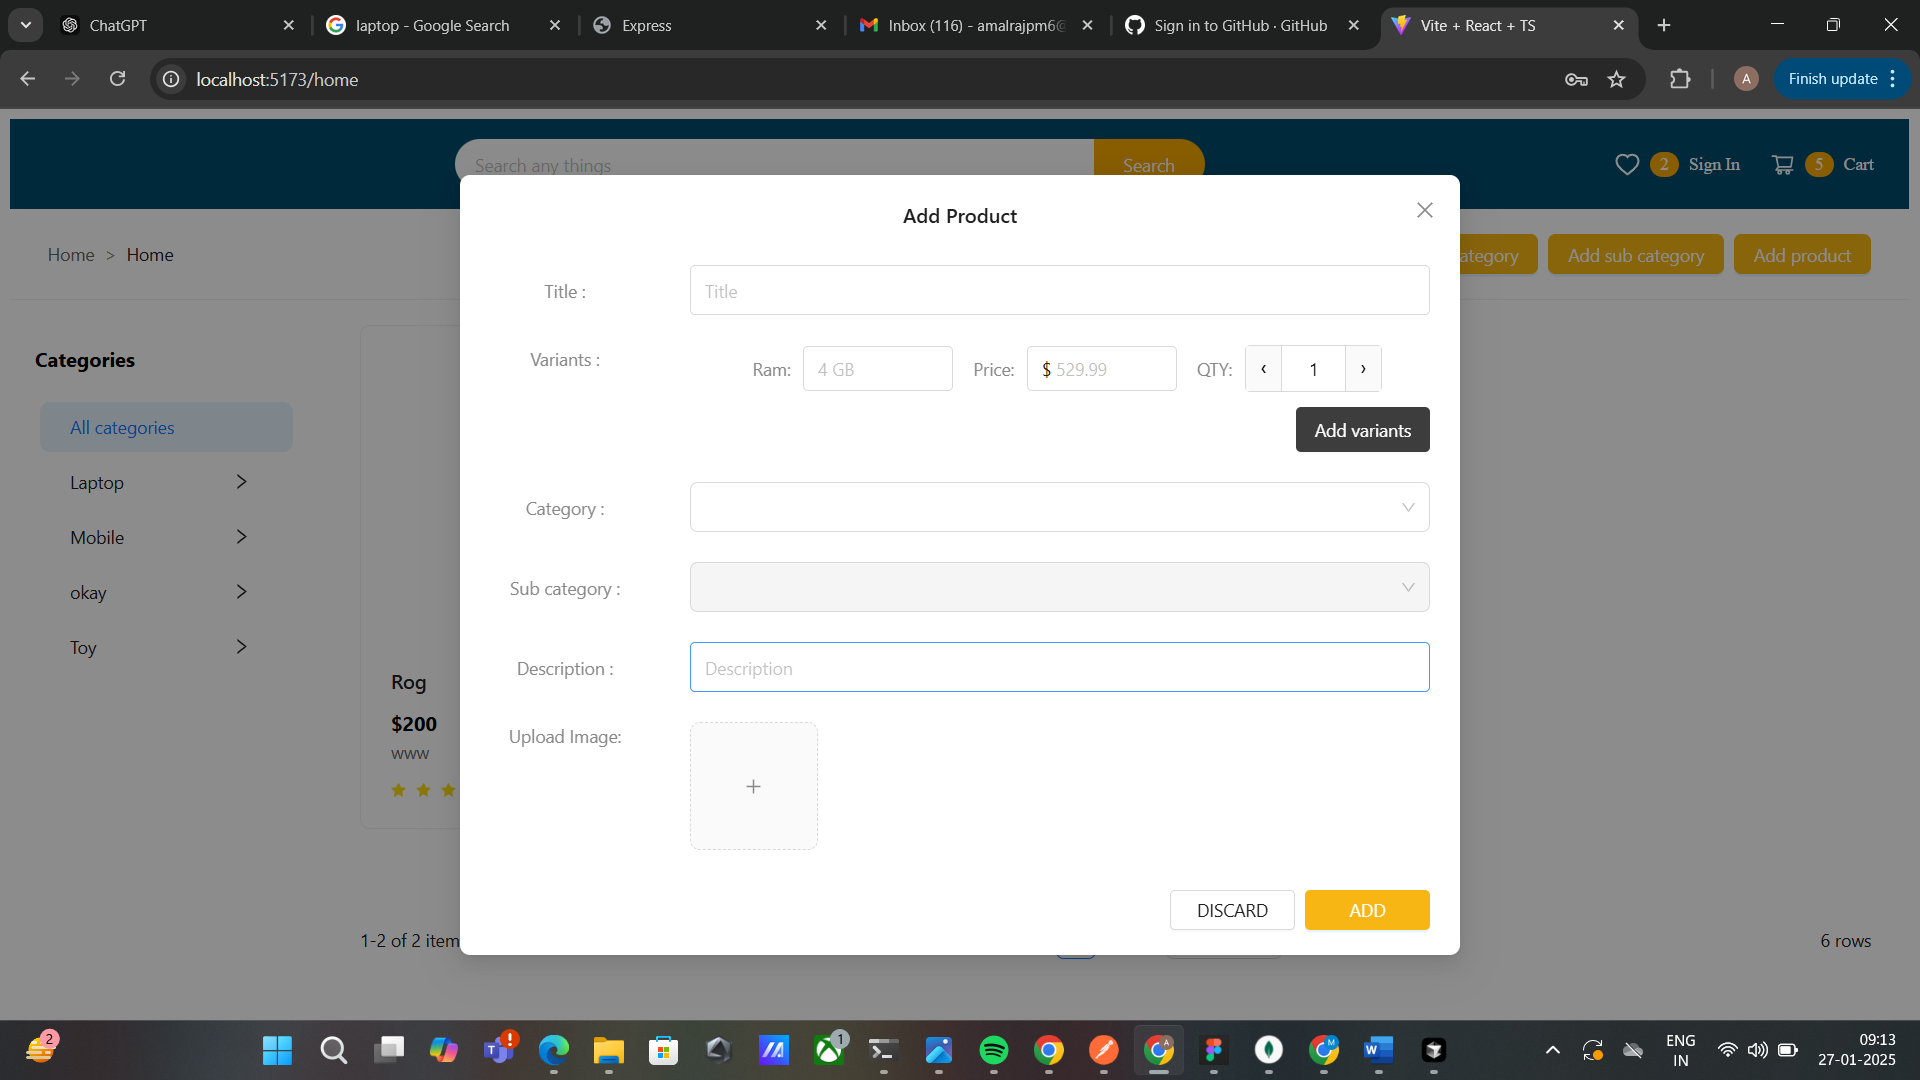 ChatGPT
laptop - Google Search
Express
Inbox (116) - amalrajpm6@
Sign in to GitHub · GitHub
Vite + React + TS
localhost:5173/home
A
Finish update
Search any things
Search
2
Sign In
5
Cart
Home > Home
ategory
Add sub category
Add product
Categories
All categories
Laptop
Mobile
okay
Toy
Rog
$200
www
1-2 of 2 item
6 rows
Add Product
Title :
Title
Variants :
Ram:
4 GB
Price:
$ 529.99
QTY:
‹ 1 ›
Add variants
Category :
Sub category :
Description :
Description
Upload Image:
+
DISCARD
ADD
2
1
ENG
IN
09:13
27-01-2025